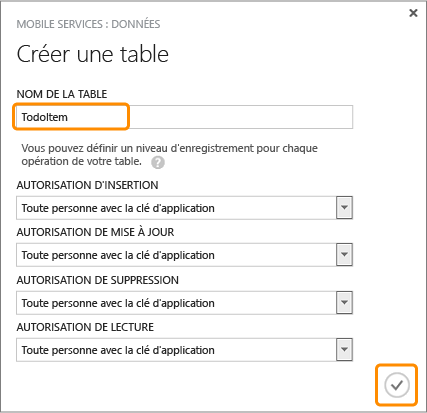 MOBILE SERVICES : DONNÉES
Créer une table
NOM DE LA TABLE
TodoItem
Vous pouvez définir un niveau d'enregistrement pour chaque
opération de votre table. ?
AUTORISATION D'INSERTION
Toute personne avec la clé d'application
AUTORISATION DE MISE À JOUR
Toute personne avec la clé d'application
AUTORISATION DE SUPPRESSION
Toute personne avec la clé d'application
AUTORISATION DE LECTURE
Toute personne avec la clé d'application